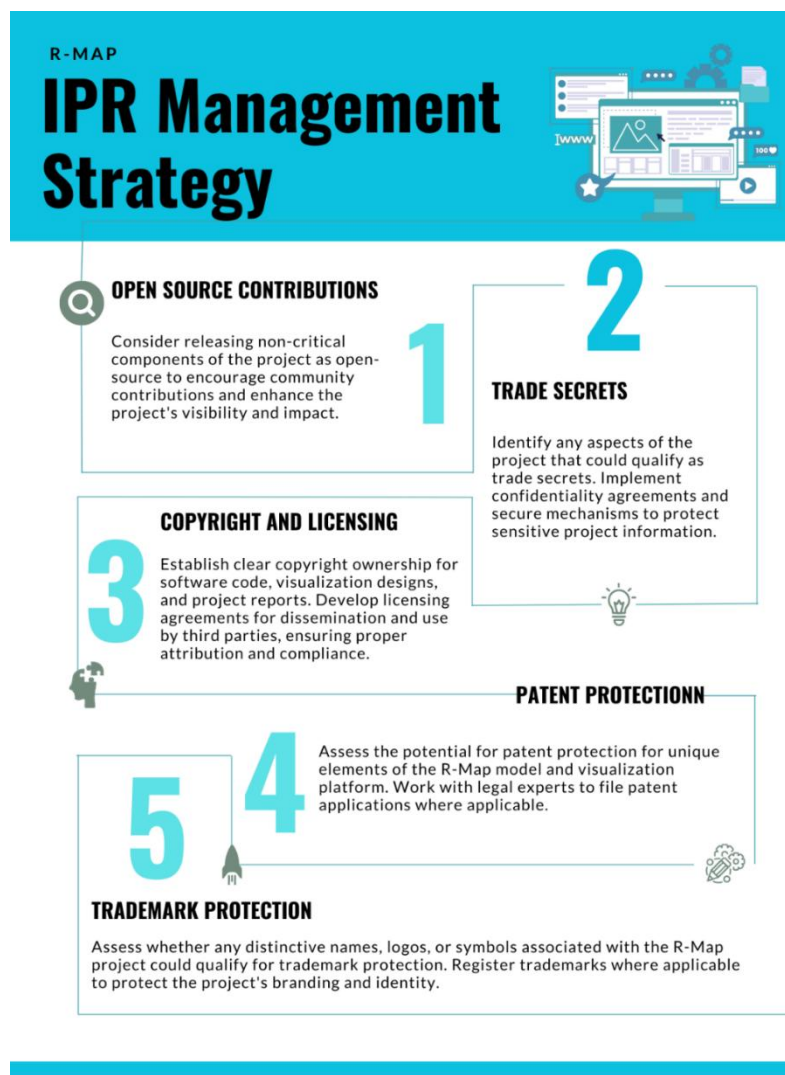 R-MAP
IPR Management
Strategy
www
100
OPEN SOURCE CONTRIBUTIONS
1
Consider releasing non-critical
components of the project as open-
source to encourage community
contributions and enhance the
project's visibility and impact.
2
TRADE SECRETS
Identify any aspects of the
project that could qualify as
trade secrets. Implement
confidentiality agreements and
secure mechanisms to protect
sensitive project information.
3
COPYRIGHT AND LICENSING
Establish clear copyright ownership for
software code, visualization designs,
and project reports. Develop licensing
agreements for dissemination and use
by third parties, ensuring proper
attribution and compliance.
PATENT PROTECTIONN
4
Assess the potential for patent protection for unique
elements of the R-Map model and visualization
platform. Work with legal experts to file patent
applications where applicable.
5
TRADEMARK PROTECTION
Assess whether any distinctive names, logos, or symbols associated with the R-Map
project could qualify for trademark protection. Register trademarks where applicable
to protect the project's branding and identity.